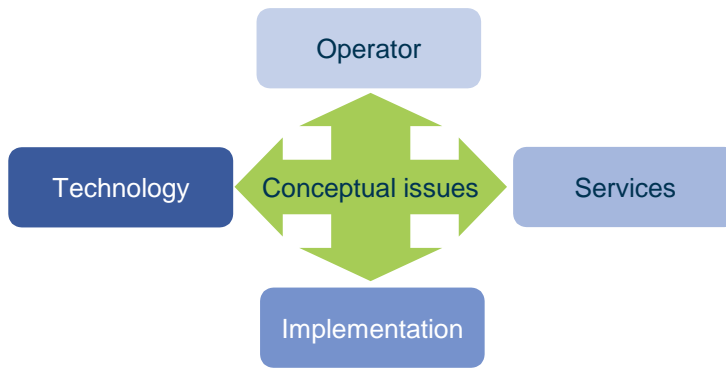 Operator
Technology
Conceptual issues
Services
Implementation